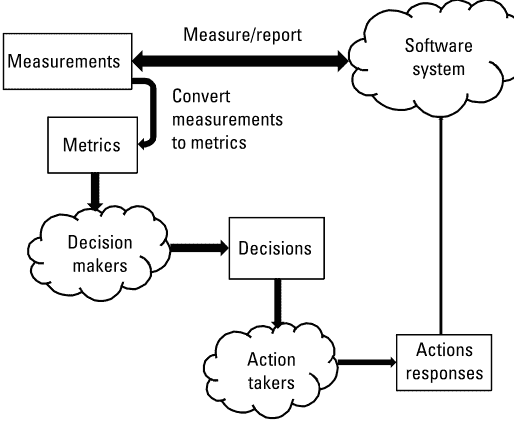 Measure/report
Software
system
Measurements
Convert
measurements
to metrics
Metrics
Decision
makers
Decisions
Action
takers
Actions
responses